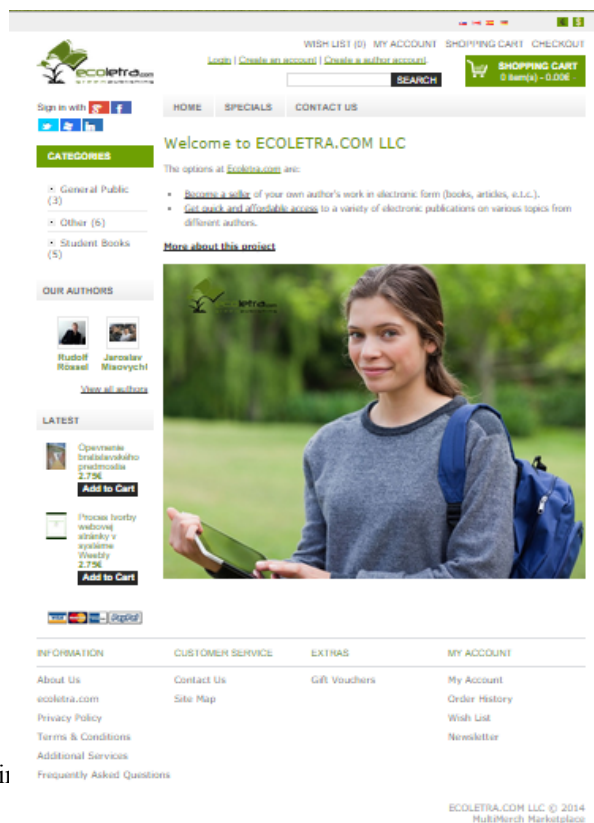 WISH LIST (0) MY ACCOUNT SHOPPING CART CHECKOUT
ecoletra.com
green publishing
Login | Create an account | Create a author account.
SEARCH
SHOPPING CART
0 item(s) - 0.00€
Sign in with
HOME SPECIALS CONTACT US
CATEGORIES
General Public
(3)
Other (6)
Student Books
(5)
Welcome to ECOLETRA.COM LLC
The options at Ecoletra.com are:
Become a seller of your own author's work in electronic form (books, articles, e.t.c.).
Get quick and affordable access to a variety of electronic publications on various topics from
different authors.
More about this project
OUR AUTHORS
Rudolf
Rössel
Jaroslav
Misovychl
View all authors
LATEST
Opevnenie
bratislavského
predmostia
2.75€
Add to Cart
Proces tvorby
webovej
stránky v
systéme
Weebly
2.79€
Add to Cart
VISA
PayPal
INFORMATION CUSTOMER SERVICE EXTRAS MY ACCOUNT
About Us Contact Us Gift Vouchers My Account
ecoletra.com Site Map Order History
Privacy Policy Wish List
Terms & Conditions Newsletter
Additional Services
Frequently Asked Questions
ECOLETRA.COM LLC © 2014
MultiMerch Marketplace